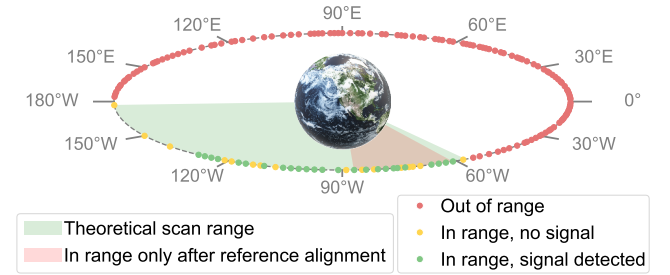 90°E
120°E
60°E
150°E
30°E
180°W
0°
150°W
30°W
120°W
60°W
90°W
Theoretical scan range
In range only after reference alignment
Out of range
In range, no signal
In range, signal detected